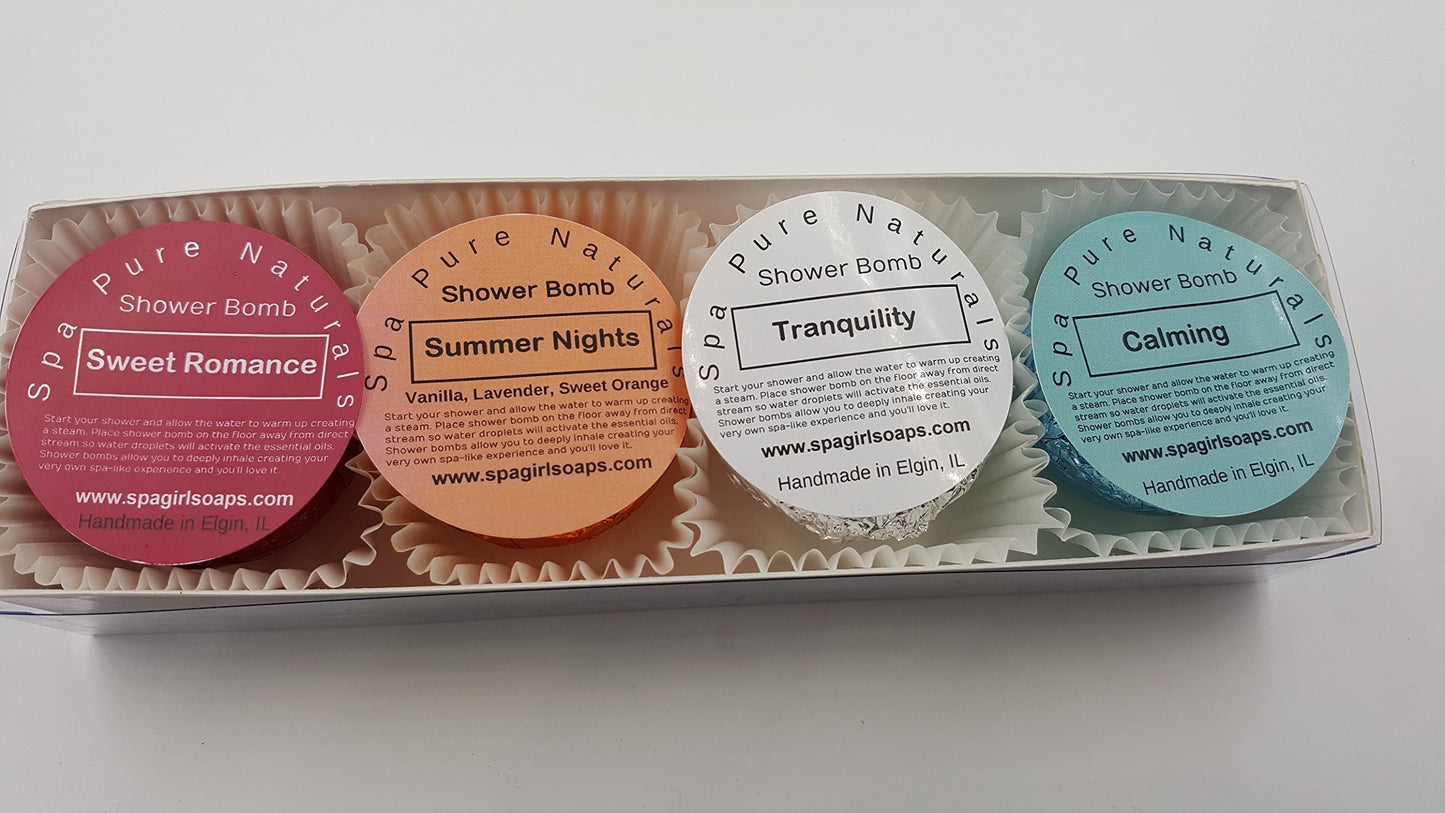 Spa Pure Naturals
Shower Bomb
Sweet Romance
Start your shower and allow the water to warm up creating
a steam. Place shower bomb on the floor away from direct
stream so water droplets will activate the essential oils.
Shower bombs allow you to deeply inhale creating your
very own spa-like experience and you'll love it.
www.spagirlsoaps.com
Handmade in Elgin, IL
Spa Pure Naturals
Shower Bomb
Summer Nights
Vanilla, Lavender, Sweet Orange
Start your shower and allow the water to warm up creating
a steam. Place shower bomb on the floor away from direct
stream so water droplets will activate the essential oils.
Shower bombs allow you to deeply inhale creating your
very own spa-like experience and you'll love it.
www.spagirlsoaps.com
Spa Pure Naturals
Shower Bomb
Tranquility
Start your shower and allow the water to warm up creating
a steam. Place shower bomb on the floor away from direct
stream so water droplets will activate the essential oils.
Shower bombs allow you to deeply inhale creating your
very own spa-like experience and you'll love it.
www.spagirlsoaps.com
Handmade in Elgin, IL
Spa Pure Naturals
Shower Bomb
Calming
Start your shower and allow the water to warm up creating
a steam. Place shower bomb on the floor away from direct
stream so water droplets will activate the essential oils.
Shower bombs allow you to deeply inhale creating your
very own spa-like experience and you'll love it.
www.spagirlsoaps.com
Handmade in Elgin, IL